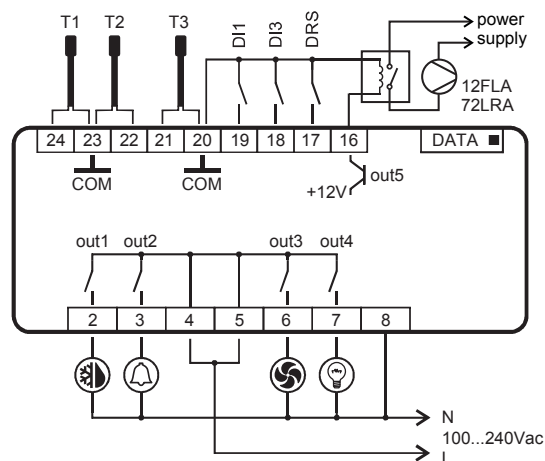 T1 T2 T3 DI1 DI3 DRS
power
supply
12FLA
72LRA
24 23 22 21 20 19 18 17 16 DATA
COM COM
out5
+12V
out1 out2 out3 out4
2 3 4 5 6 7 8
N
100...240Vac
L